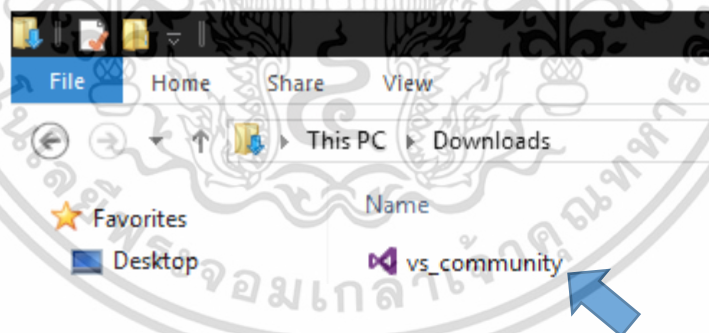 File Home Share View
This PC Downloads
Favorites Name
Desktop vs_community